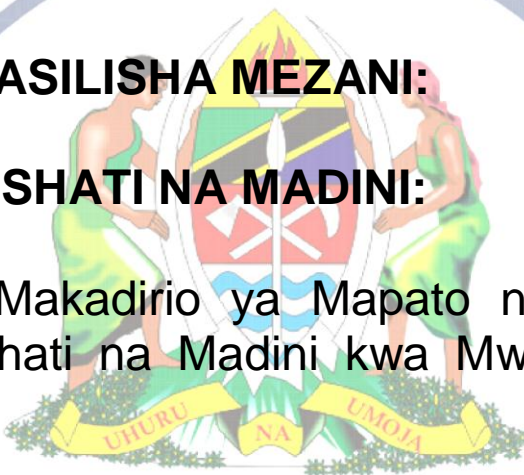 ASILISHA MEZANI:
SHATI NA MADINI:
Makadirio ya Mapato n
hati na Madini kwa Mw
UHURU NA UMOJA